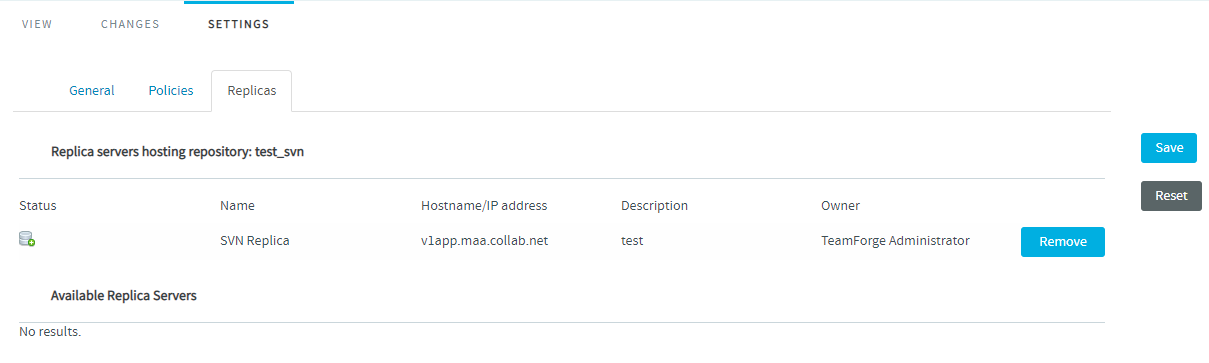 VIEW CHANGES SETTINGS
General Policies Replicas
Replica servers hosting repository: test_svn
Save
Reset
Status Name Hostname/IP address Description Owner
SVN Replica v1app.maa.collab.net test TeamForge Administrator Remove
Available Replica Servers
No results.